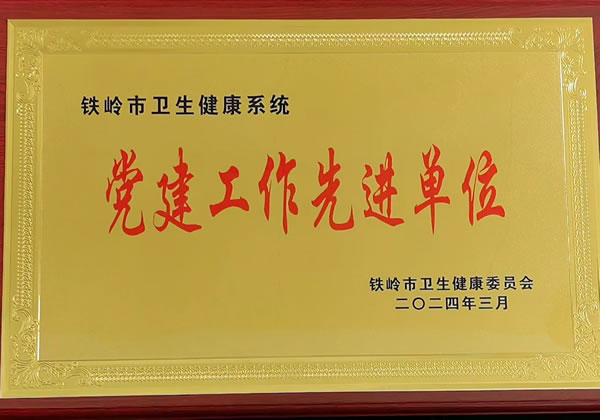 铁岭市卫生健康系统
党建工作先进单位
铁岭市卫生健康委员会
二〇二四年三月